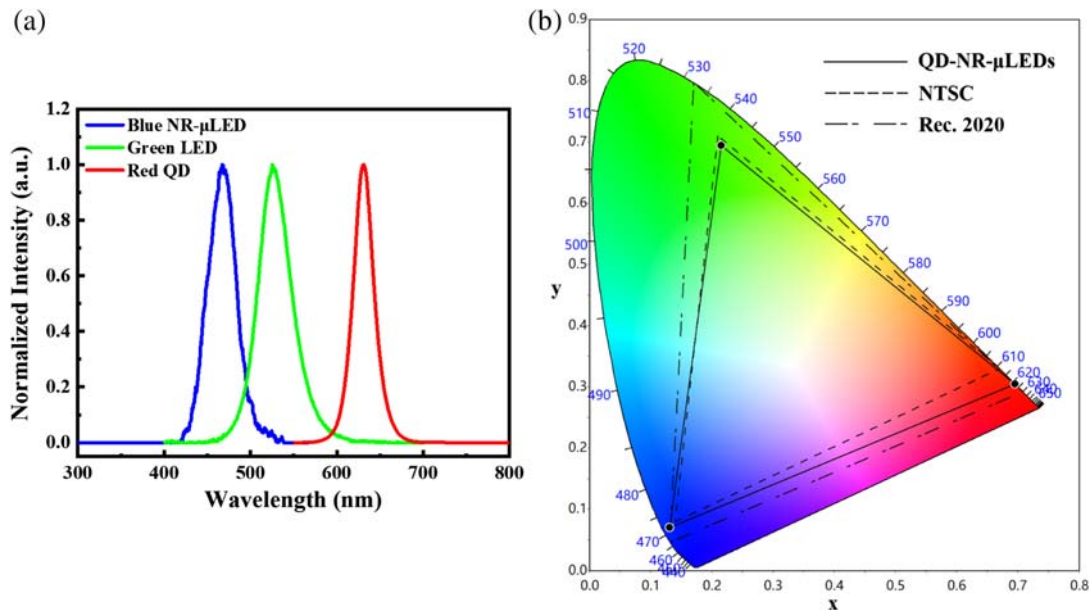 (a)
1.2
1.0
0.8
0.6
0.4
0.2
0.0
Normalized Intensity (a.u.)
Blue NR-μLED
Green LED
Red QD
300 400 500 600 700 800
Wavelength (nm)
(b)
0.9
0.8
0.7
0.6
0.5
y
0.4
0.3
0.2
0.1
0.0
0.0 0.1 0.2 0.3 0.4 0.5 0.6 0.7 0.8
x
QD-NR-μLEDs
NTSC
Rec. 2020
520
530
510
540
550
560
570
500
580
590
600
610
620
630
650
490
480
470
460
440